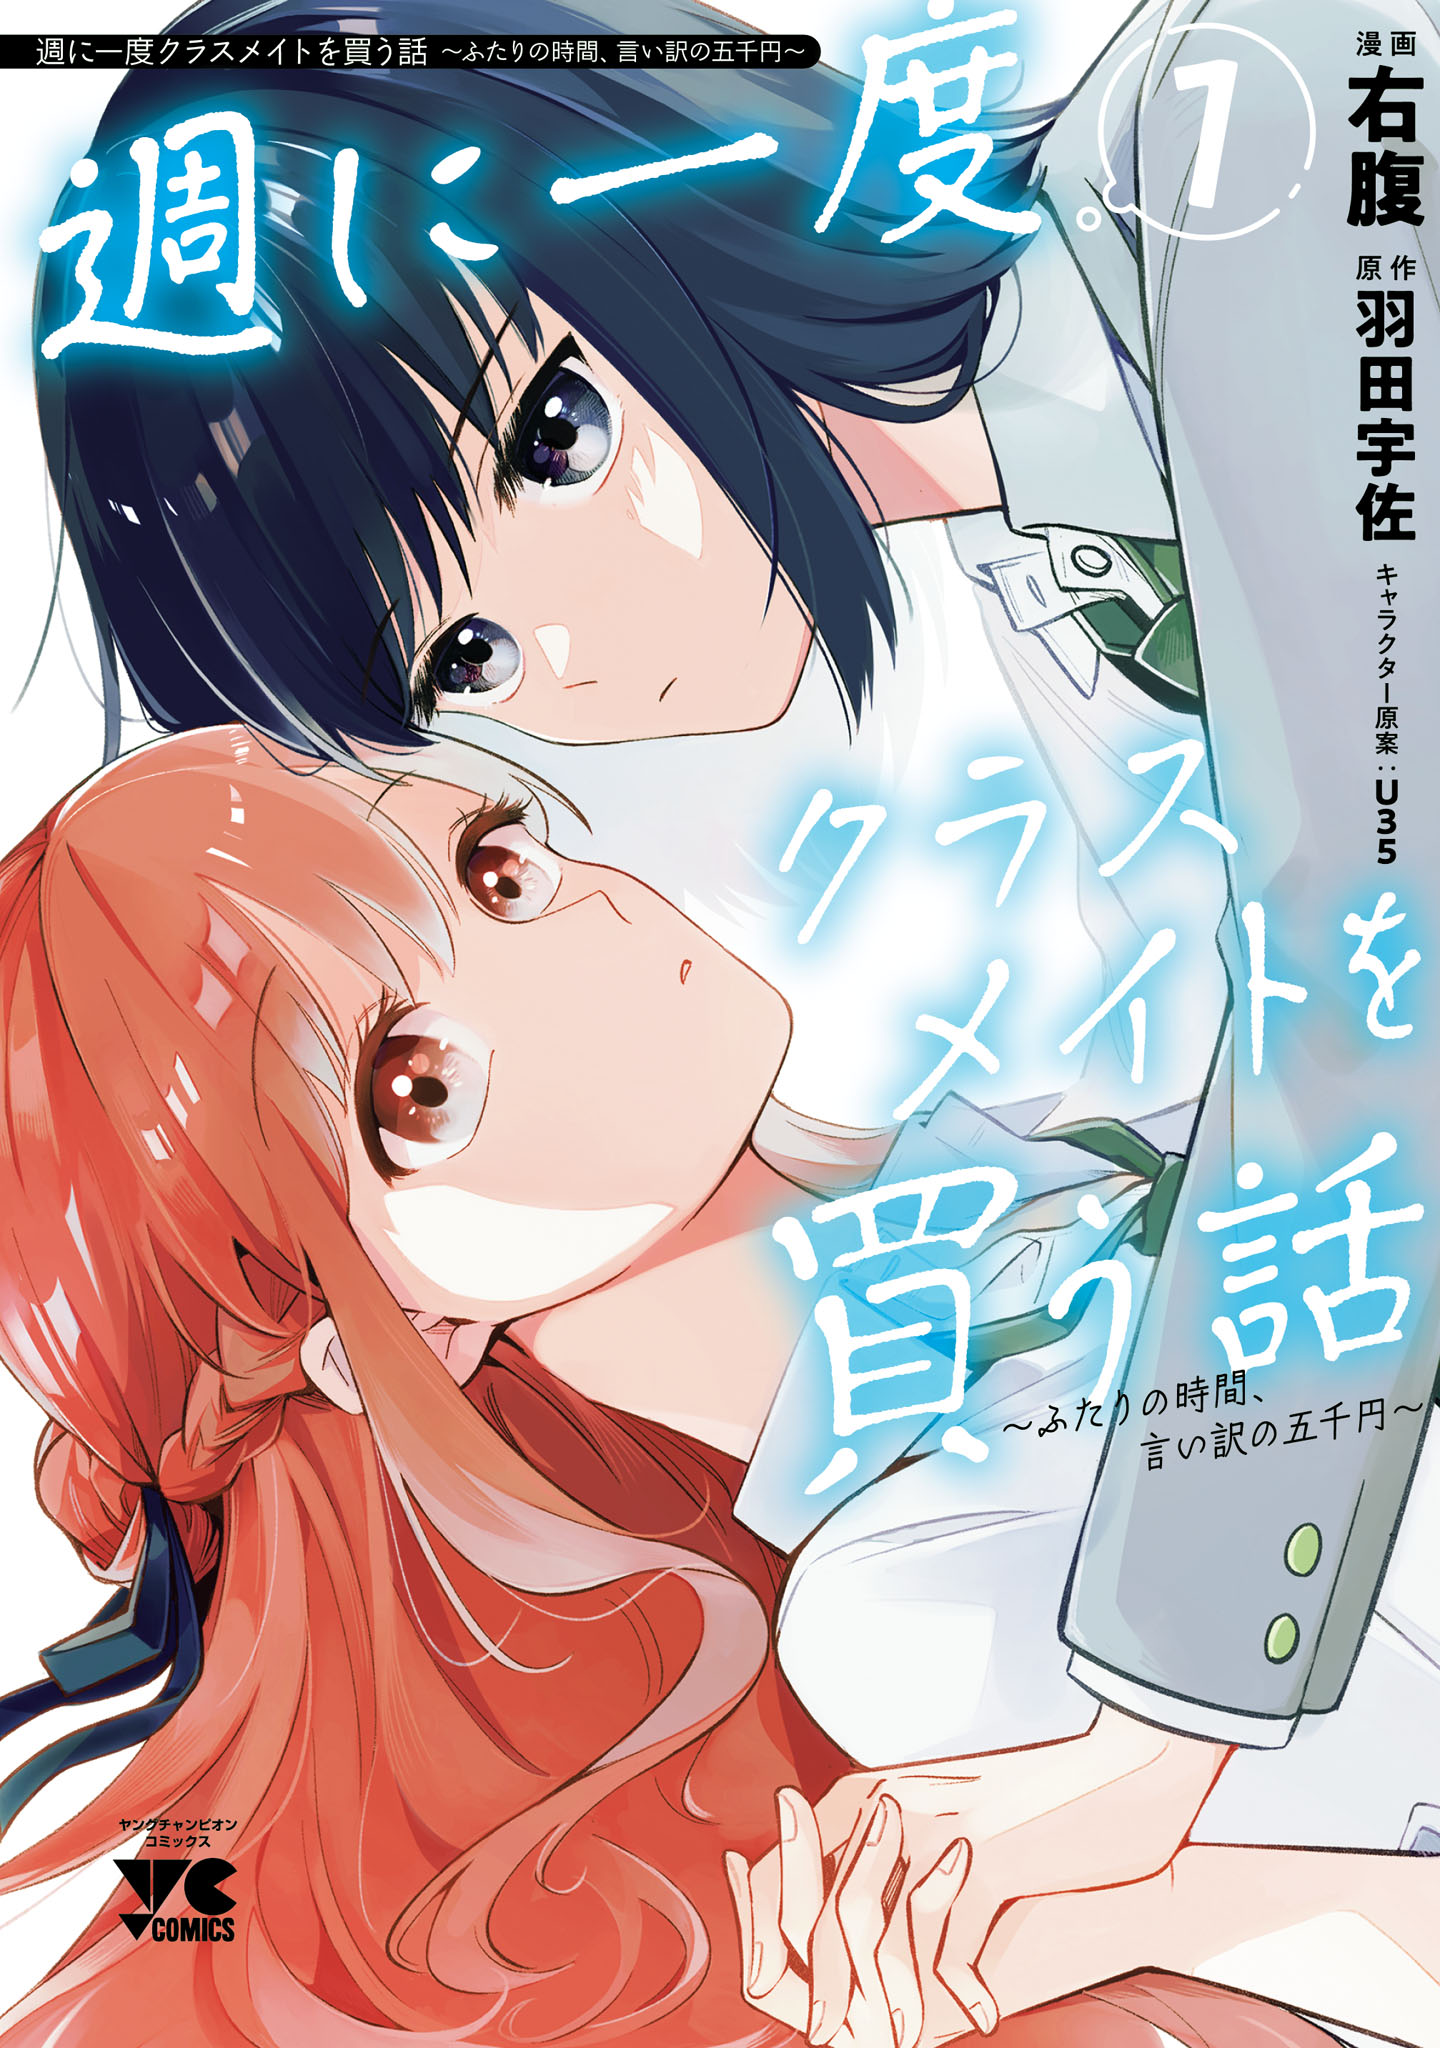 週に一度クラスメイトを買う話 ～ふたりの時間、言い訳の五千円～
週に一度
クラス
メイトを
買う話
～ふたりの時間、
言い訳の五千円～
1
漫画
右腹
原作
羽田宇佐
キャラクター原案:U35
ヤングチャンピオン
コミックス
YC
COMICS